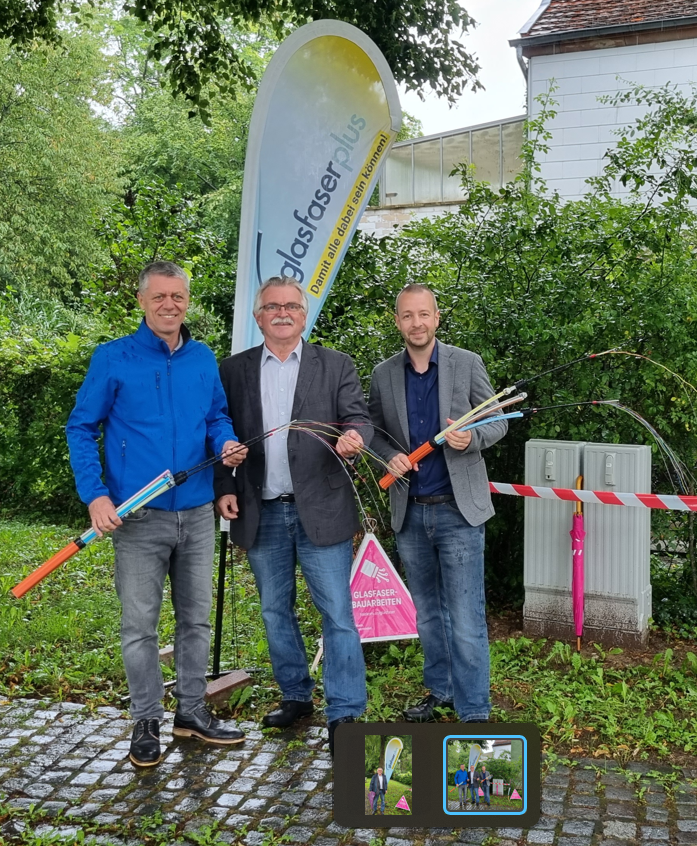 glasfaserplus
Damit alle dabei sein können!
GLASFASER-
BAUARBEITEN